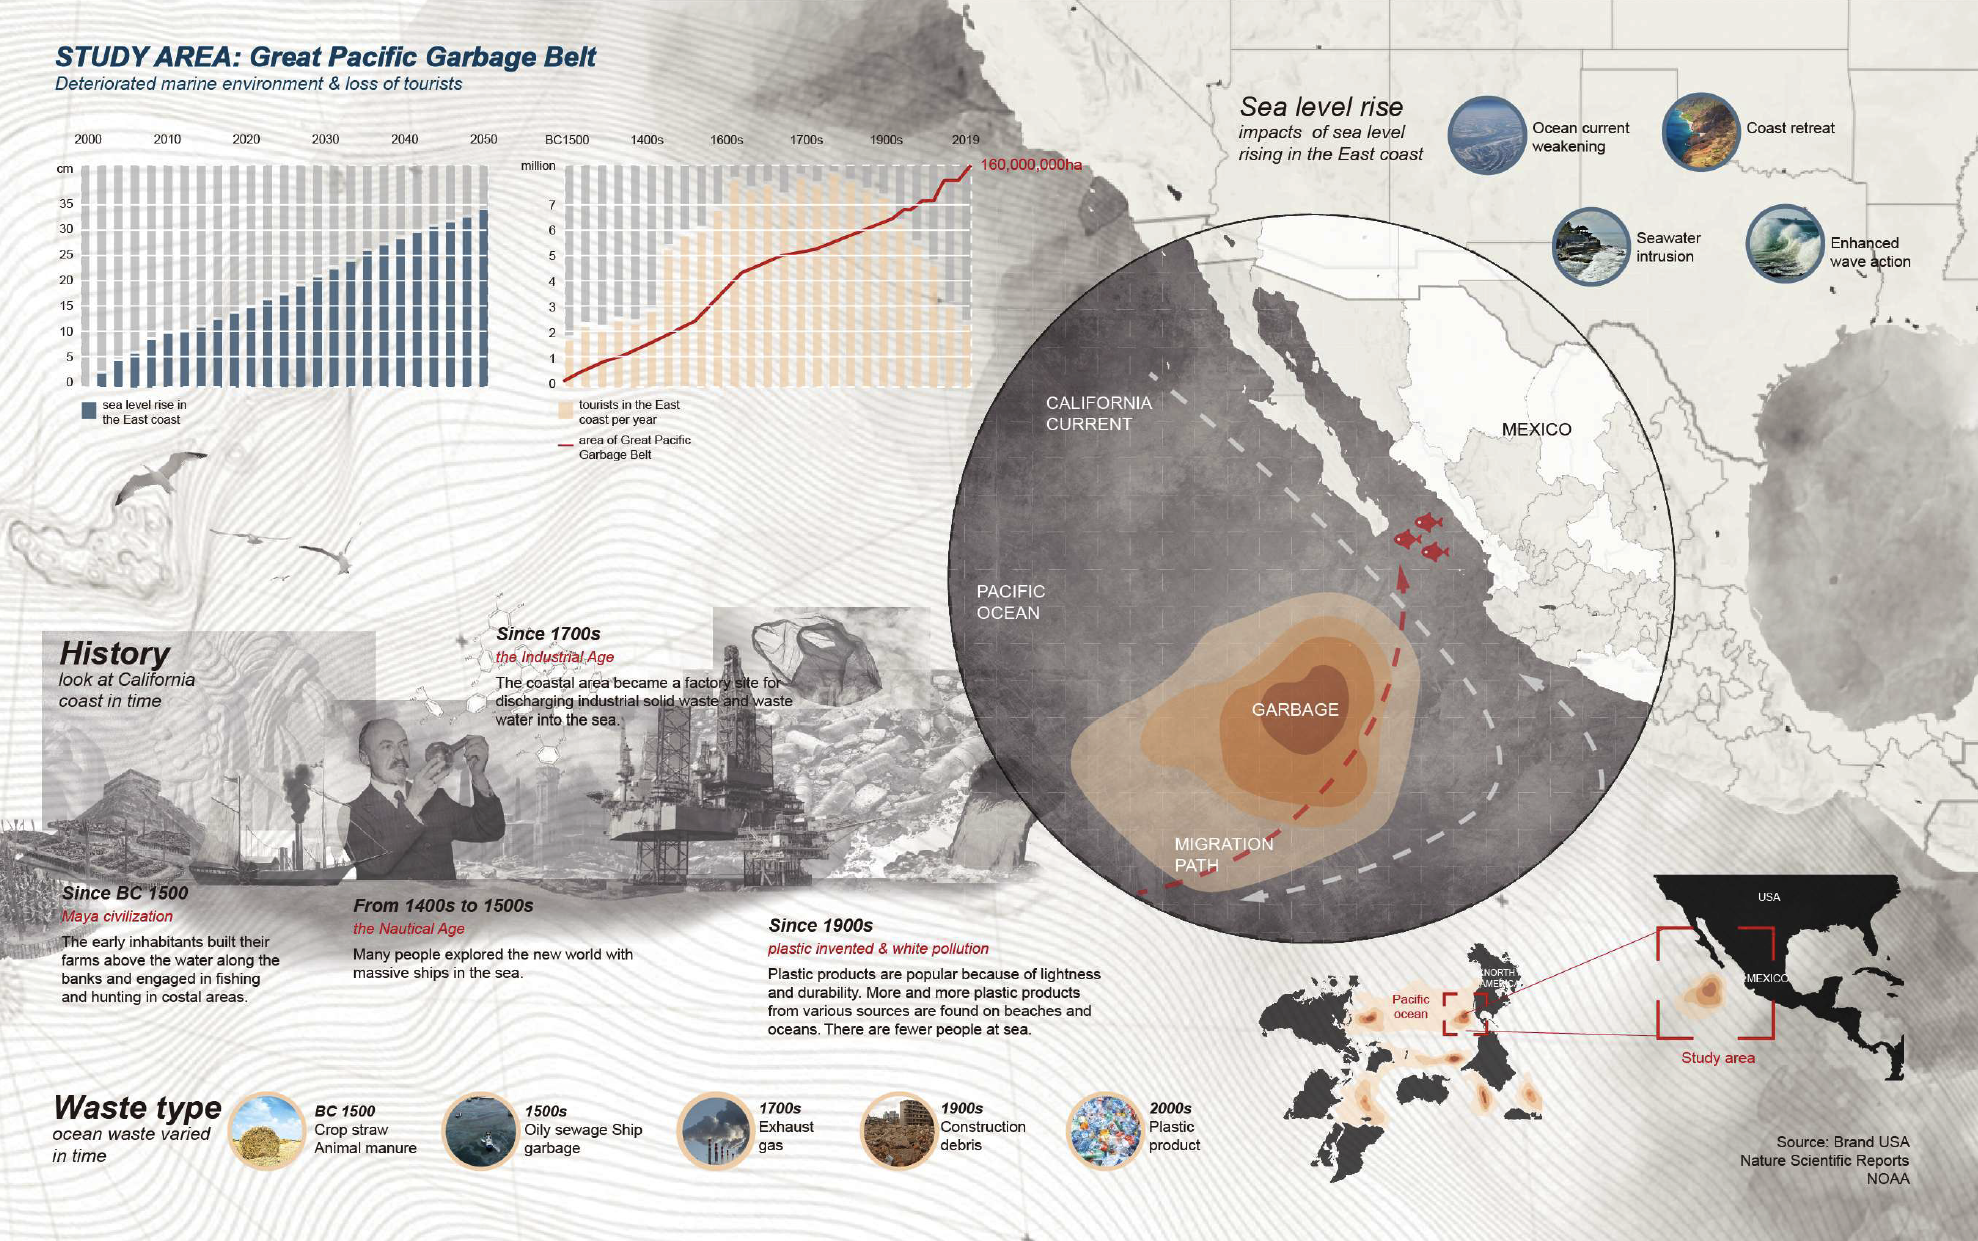 STUDY AREA: Great Pacific Garbage Belt
Deteriorated marine environment & loss of tourists
2000 2010 2020 2030 2040 2050
cm
35
30
25
20
15
10
5
0
sea level rise in
the East coast
BC1500 1400s 1600s 1700s 1900s 2019
million
160,000,000ha
7
6
5
4
3
2
1
0
tourists in the East
coast per year
area of Great Pacific
Garbage Belt
Sea level rise
impacts of sea level
rising in the East coast
Ocean current
weakening
Coast retreat
Seawater
intrusion
Enhanced
wave action
CALIFORNIA
CURRENT
MEXICO
PACIFIC
OCEAN
GARBAGE
MIGRATION
PATH
History
look at California
coast in time
Since 1700s
the Industrial Age
The coastal area became a factory site for
discharging industrial solid waste and waste
water into the sea.
Since BC 1500
Maya civilization
The early inhabitants built their
farms above the water along the
banks and engaged in fishing
and hunting in costal areas.
From 1400s to 1500s
the Nautical Age
Many people explored the new world with
massive ships in the sea.
Since 1900s
plastic invented & white pollution
Plastic products are popular because of lightness
and durability. More and more plastic products
from various sources are found on beaches and
oceans. There are fewer people at sea.
USA
MEXICO
Study area
NORTH
AMERICA
Pacific
ocean
Waste type
ocean waste varied
in time
BC 1500
Crop straw
Animal manure
1500s
Oily sewage Ship
garbage
1700s
Exhaust
gas
1900s
Construction
debris
2000s
Plastic
product
Source: Brand USA
Nature Scientific Reports
NOAA